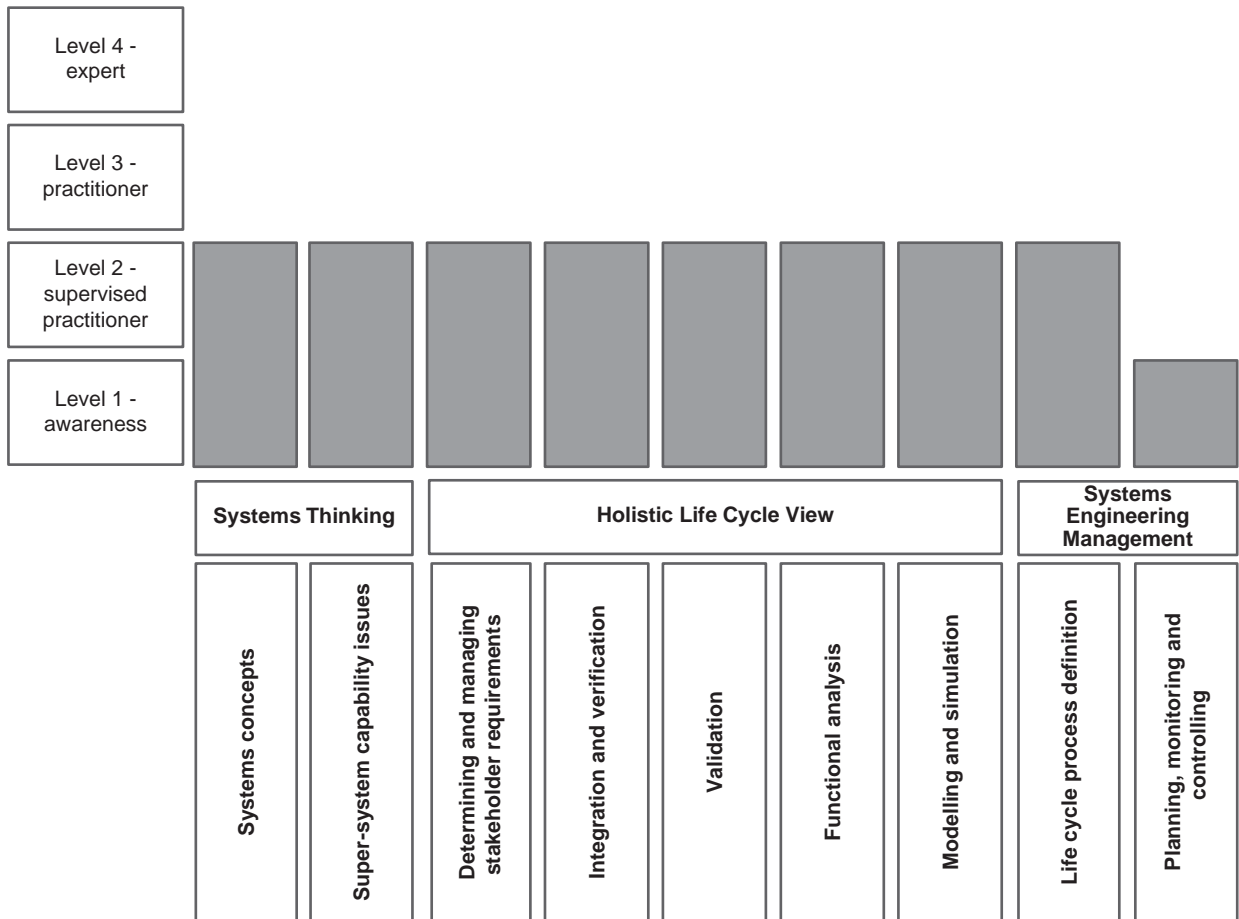 Level 4 -
expert
Level 3 -
practitioner
Level 2 -
supervised
practitioner
Level 1 -
awareness
Systems Thinking
Holistic Life Cycle View
Systems
Engineering
Management
Systems concepts
Super-system capability issues
Determining and managing
stakeholder requirements
Integration and verification
Validation
Functional analysis
Modelling and simulation
Life cycle process definition
Planning, monitoring and
controlling